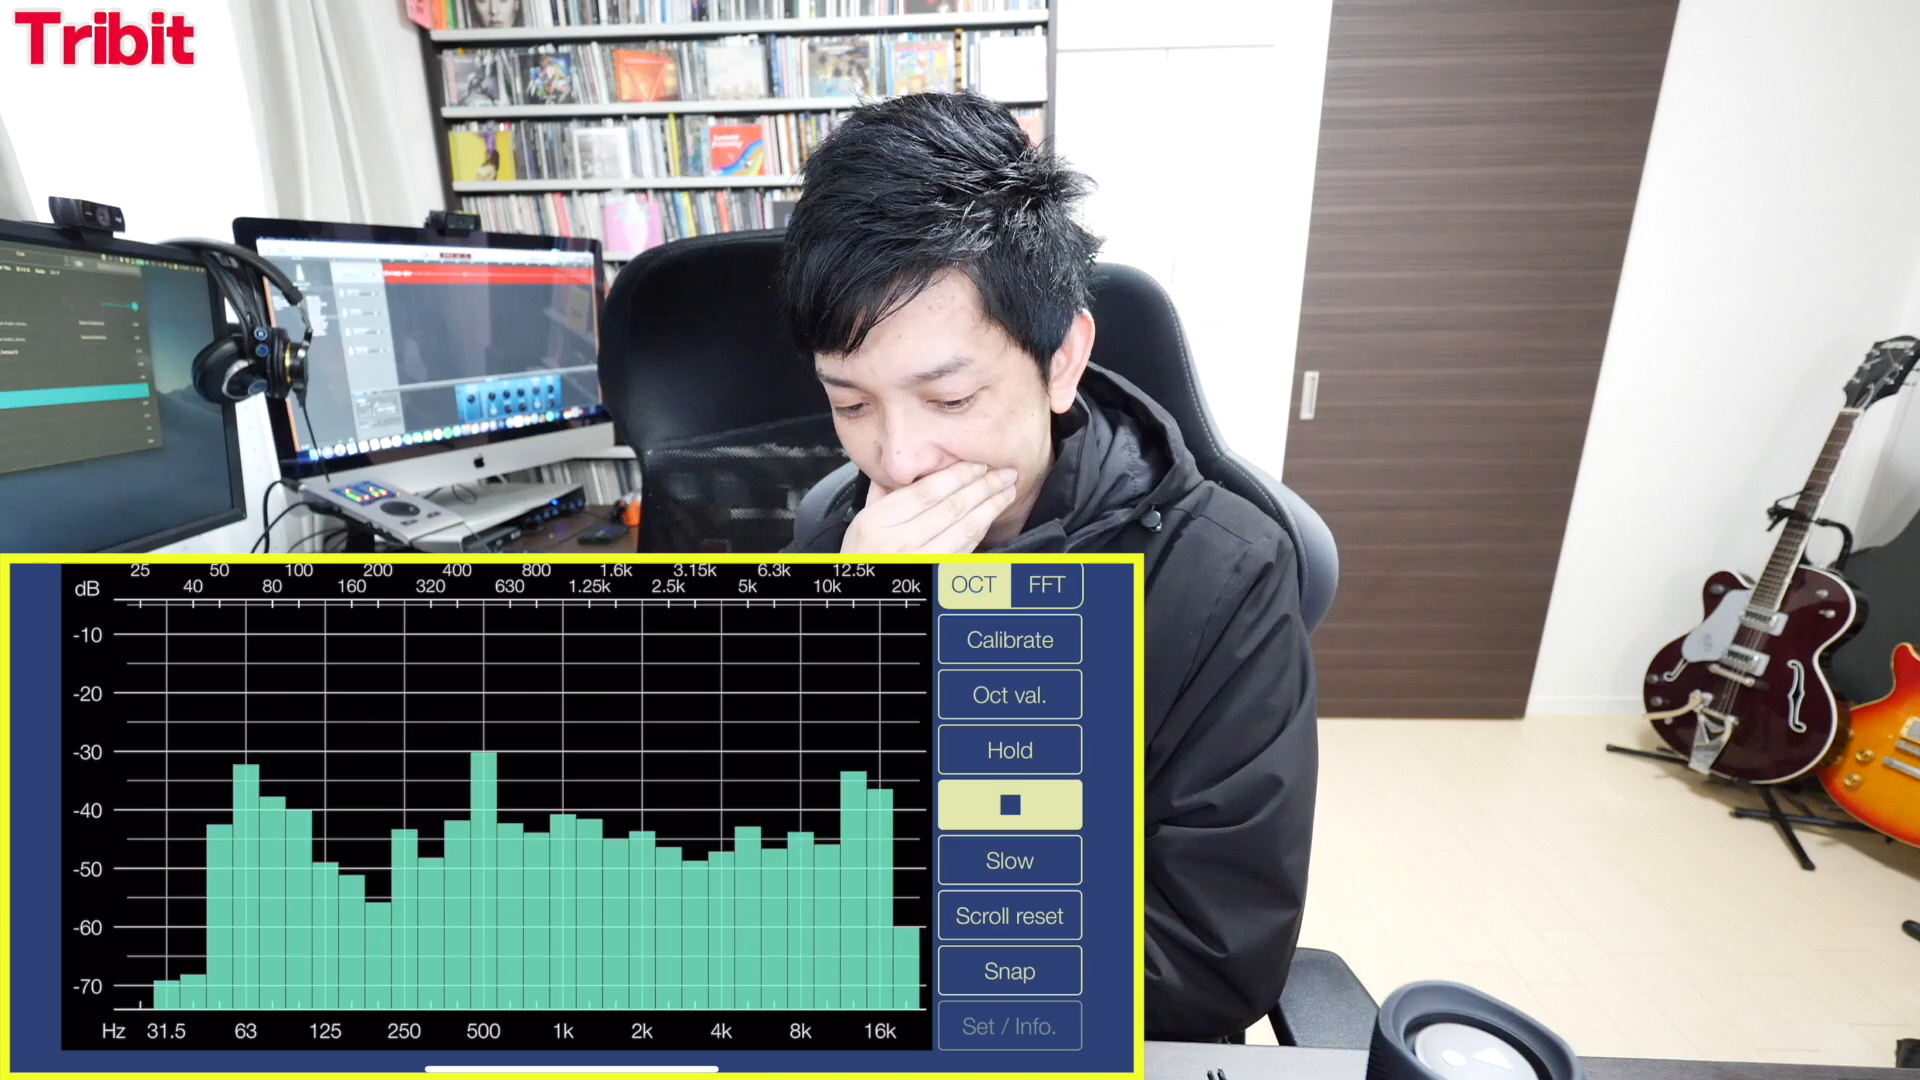 Tribit
25 50 100 200 400 800 1.6k 3.15k 6.3k 12.5k
dB 40 80 160 320 630 1.25k 2.5k 5k 10k 20k
-10
-20
-30
-40
-50
-60
-70
Hz 31.5 63 125 250 500 1k 2k 4k 8k 16k
OCT FFT
Calibrate
Oct val.
Hold
Slow
Scroll reset
Snap
Set / Info.